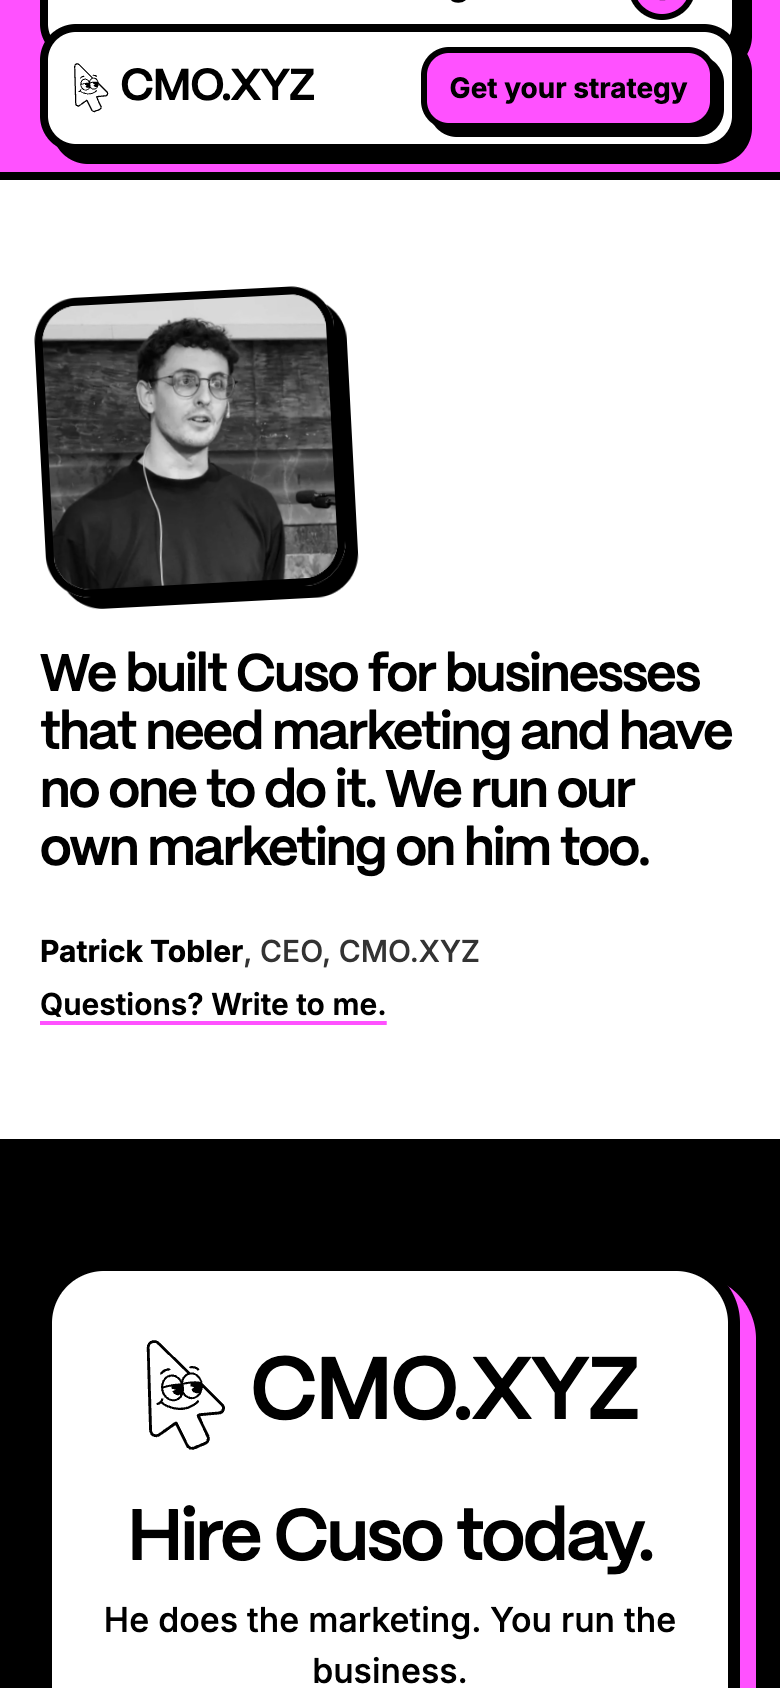 CMO.XYZ
Get your strategy
We built Cuso for businesses
that need marketing and have
no one to do it. We run our
own marketing on him too.
Patrick Tobler, CEO, CMO.XYZ
Questions? Write to me.
CMO.XYZ
Hire Cuso today.
He does the marketing. You run the
business.